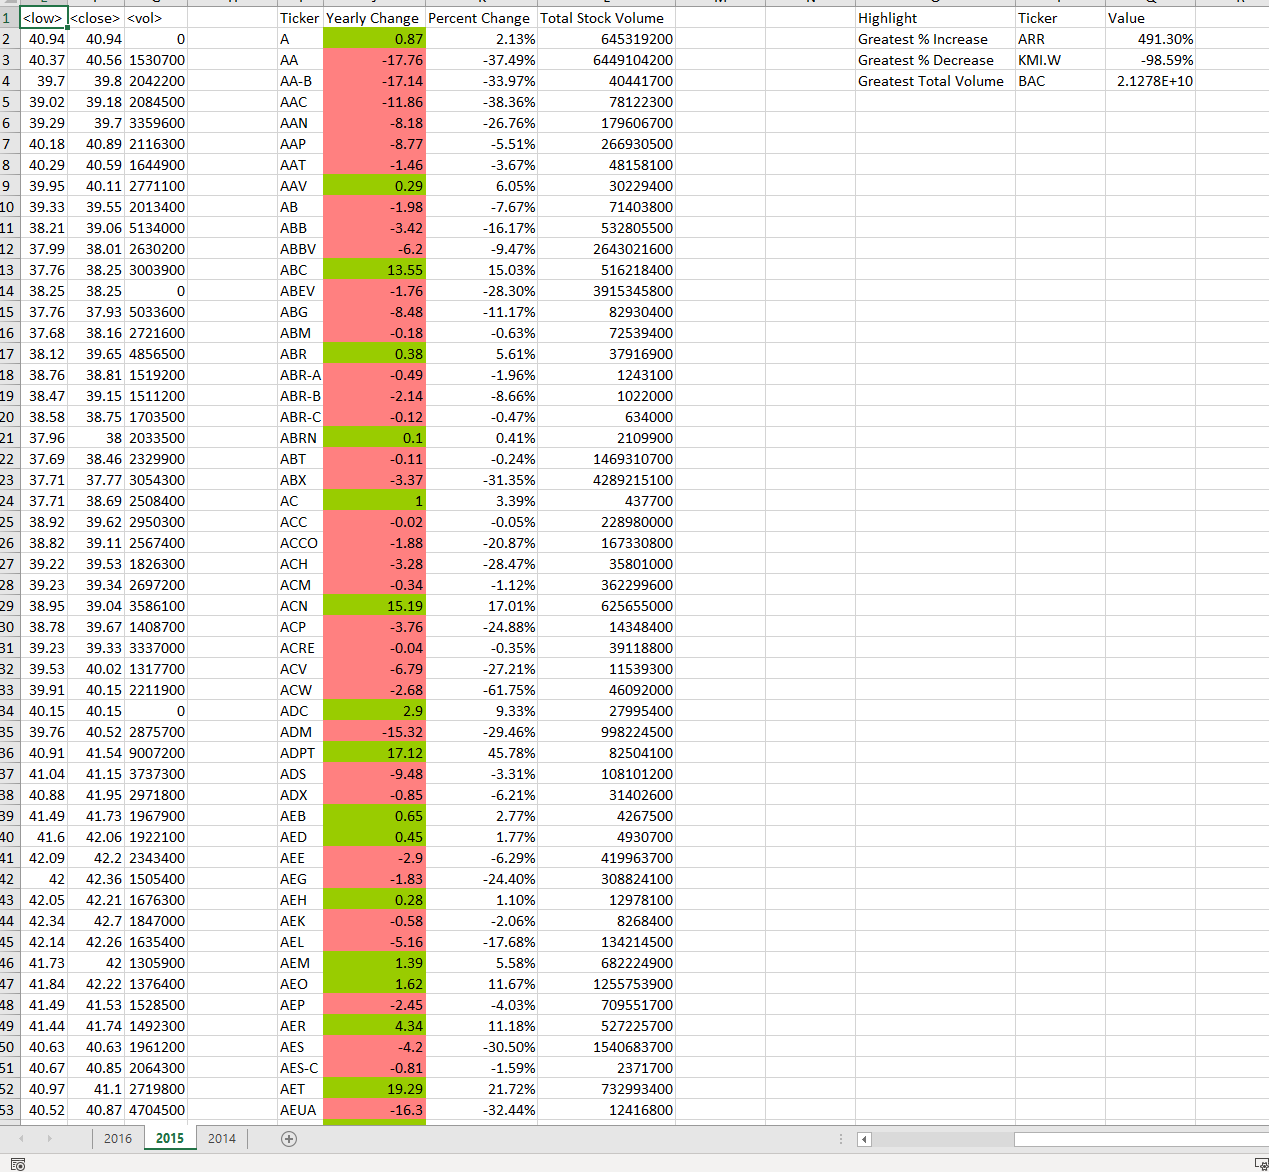 1 <low> <close> <vol> Ticker Yearly Change Percent Change Total Stock Volume Highlight Ticker Value
2 40.94 40.94 0 A 0.87 2.13% 645319200 Greatest % Increase ARR 491.30%
3 40.37 40.56 1530700 AA -17.76 -37.49% 6449104200 Greatest % Decrease KMI.W -98.59%
4 39.7 39.8 2042200 AA-B -17.14 -33.97% 40441700 Greatest Total Volume BAC 2.1278E+10
5 39.02 39.18 2084500 AAC -11.86 -38.36% 78122300
6 39.29 39.7 3359600 AAN -8.18 -26.76% 179606700
7 40.18 40.89 2116300 AAP -8.77 -5.51% 266930500
8 40.29 40.59 1644900 AAT -1.46 -3.67% 48158100
9 39.95 40.11 2771100 AAV 0.29 6.05% 30229400
10 39.33 39.55 2013400 AB -1.98 -7.67% 71403800
11 38.21 39.06 5134000 ABB -3.42 -16.17% 532805500
12 37.99 38.01 2630200 ABBV -6.2 -9.47% 2643021600
13 37.76 38.25 3003900 ABC 13.55 15.03% 516218400
14 38.25 38.25 0 ABEV -1.76 -28.30% 3915345800
15 37.76 37.93 5033600 ABG -8.48 -11.17% 82930400
16 37.68 38.16 2721600 ABM -0.18 -0.63% 72539400
17 38.12 39.65 4856500 ABR 0.38 5.61% 37916900
18 38.76 38.81 1519200 ABR-A -0.49 -1.96% 1243100
19 38.47 39.15 1511200 ABR-B -2.14 -8.66% 1022000
20 38.58 38.75 1703500 ABR-C -0.12 -0.47% 634000
21 37.96 38 2033500 ABRN 0.1 0.41% 2109900
22 37.69 38.46 2329900 ABT -0.11 -0.24% 1469310700
23 37.71 37.77 3054300 ABX -3.37 -31.35% 4289215100
24 37.71 38.69 2508400 AC 1 3.39% 437700
25 38.92 39.62 2950300 ACC -0.02 -0.05% 228980000
26 38.82 39.11 2567400 ACCO -1.88 -20.87% 167330800
27 39.22 39.53 1826300 ACH -3.28 -28.47% 35801000
28 39.23 39.34 2697200 ACM -0.34 -1.12% 362299600
29 38.95 39.04 3586100 ACN 15.19 17.01% 625655000
30 38.78 39.67 1408700 ACP -3.76 -24.88% 14348400
31 39.23 39.33 3337000 ACRE -0.04 -0.35% 39118800
32 39.53 40.02 1317700 ACV -6.79 -27.21% 11539300
33 39.91 40.15 2211900 ACW -2.68 -61.75% 46092000
34 40.15 40.15 0 ADC 2.9 9.33% 27995400
35 39.76 40.52 2875700 ADM -15.32 -29.46% 998224500
36 40.91 41.54 9007200 ADPT 17.12 45.78% 82504100
37 41.04 41.15 3737300 ADS -9.48 -3.31% 108101200
38 40.88 41.95 2971800 ADX -0.85 -6.21% 31402600
39 41.49 41.73 1967900 AEB 0.65 2.77% 4267500
40 41.6 42.06 1922100 AED 0.45 1.77% 4930700
41 42.09 42.2 2343400 AEE -2.9 -6.29% 419963700
42 42 42.36 1505400 AEG -1.83 -24.40% 308824100
43 42.05 42.21 1676300 AEH 0.28 1.10% 12978100
44 42.34 42.7 1847000 AEK -0.58 -2.06% 8268400
45 42.14 42.26 1635400 AEL -5.16 -17.68% 134214500
46 41.73 42 1305900 AEM 1.39 5.58% 682224900
47 41.84 42.22 1376400 AEO 1.62 11.67% 1255753900
48 41.49 41.53 1528500 AEP -2.45 -4.03% 709551700
49 41.44 41.74 1492300 AER 4.34 11.18% 527225700
50 40.63 40.63 1961200 AES -4.2 -30.50% 1540683700
51 40.67 40.85 2064300 AES-C -0.81 -1.59% 2371700
52 40.97 41.1 2719800 AET 19.29 21.72% 732993400
53 40.52 40.87 4704500 AEUA -16.3 -32.44% 12416800
2016 2015 2014